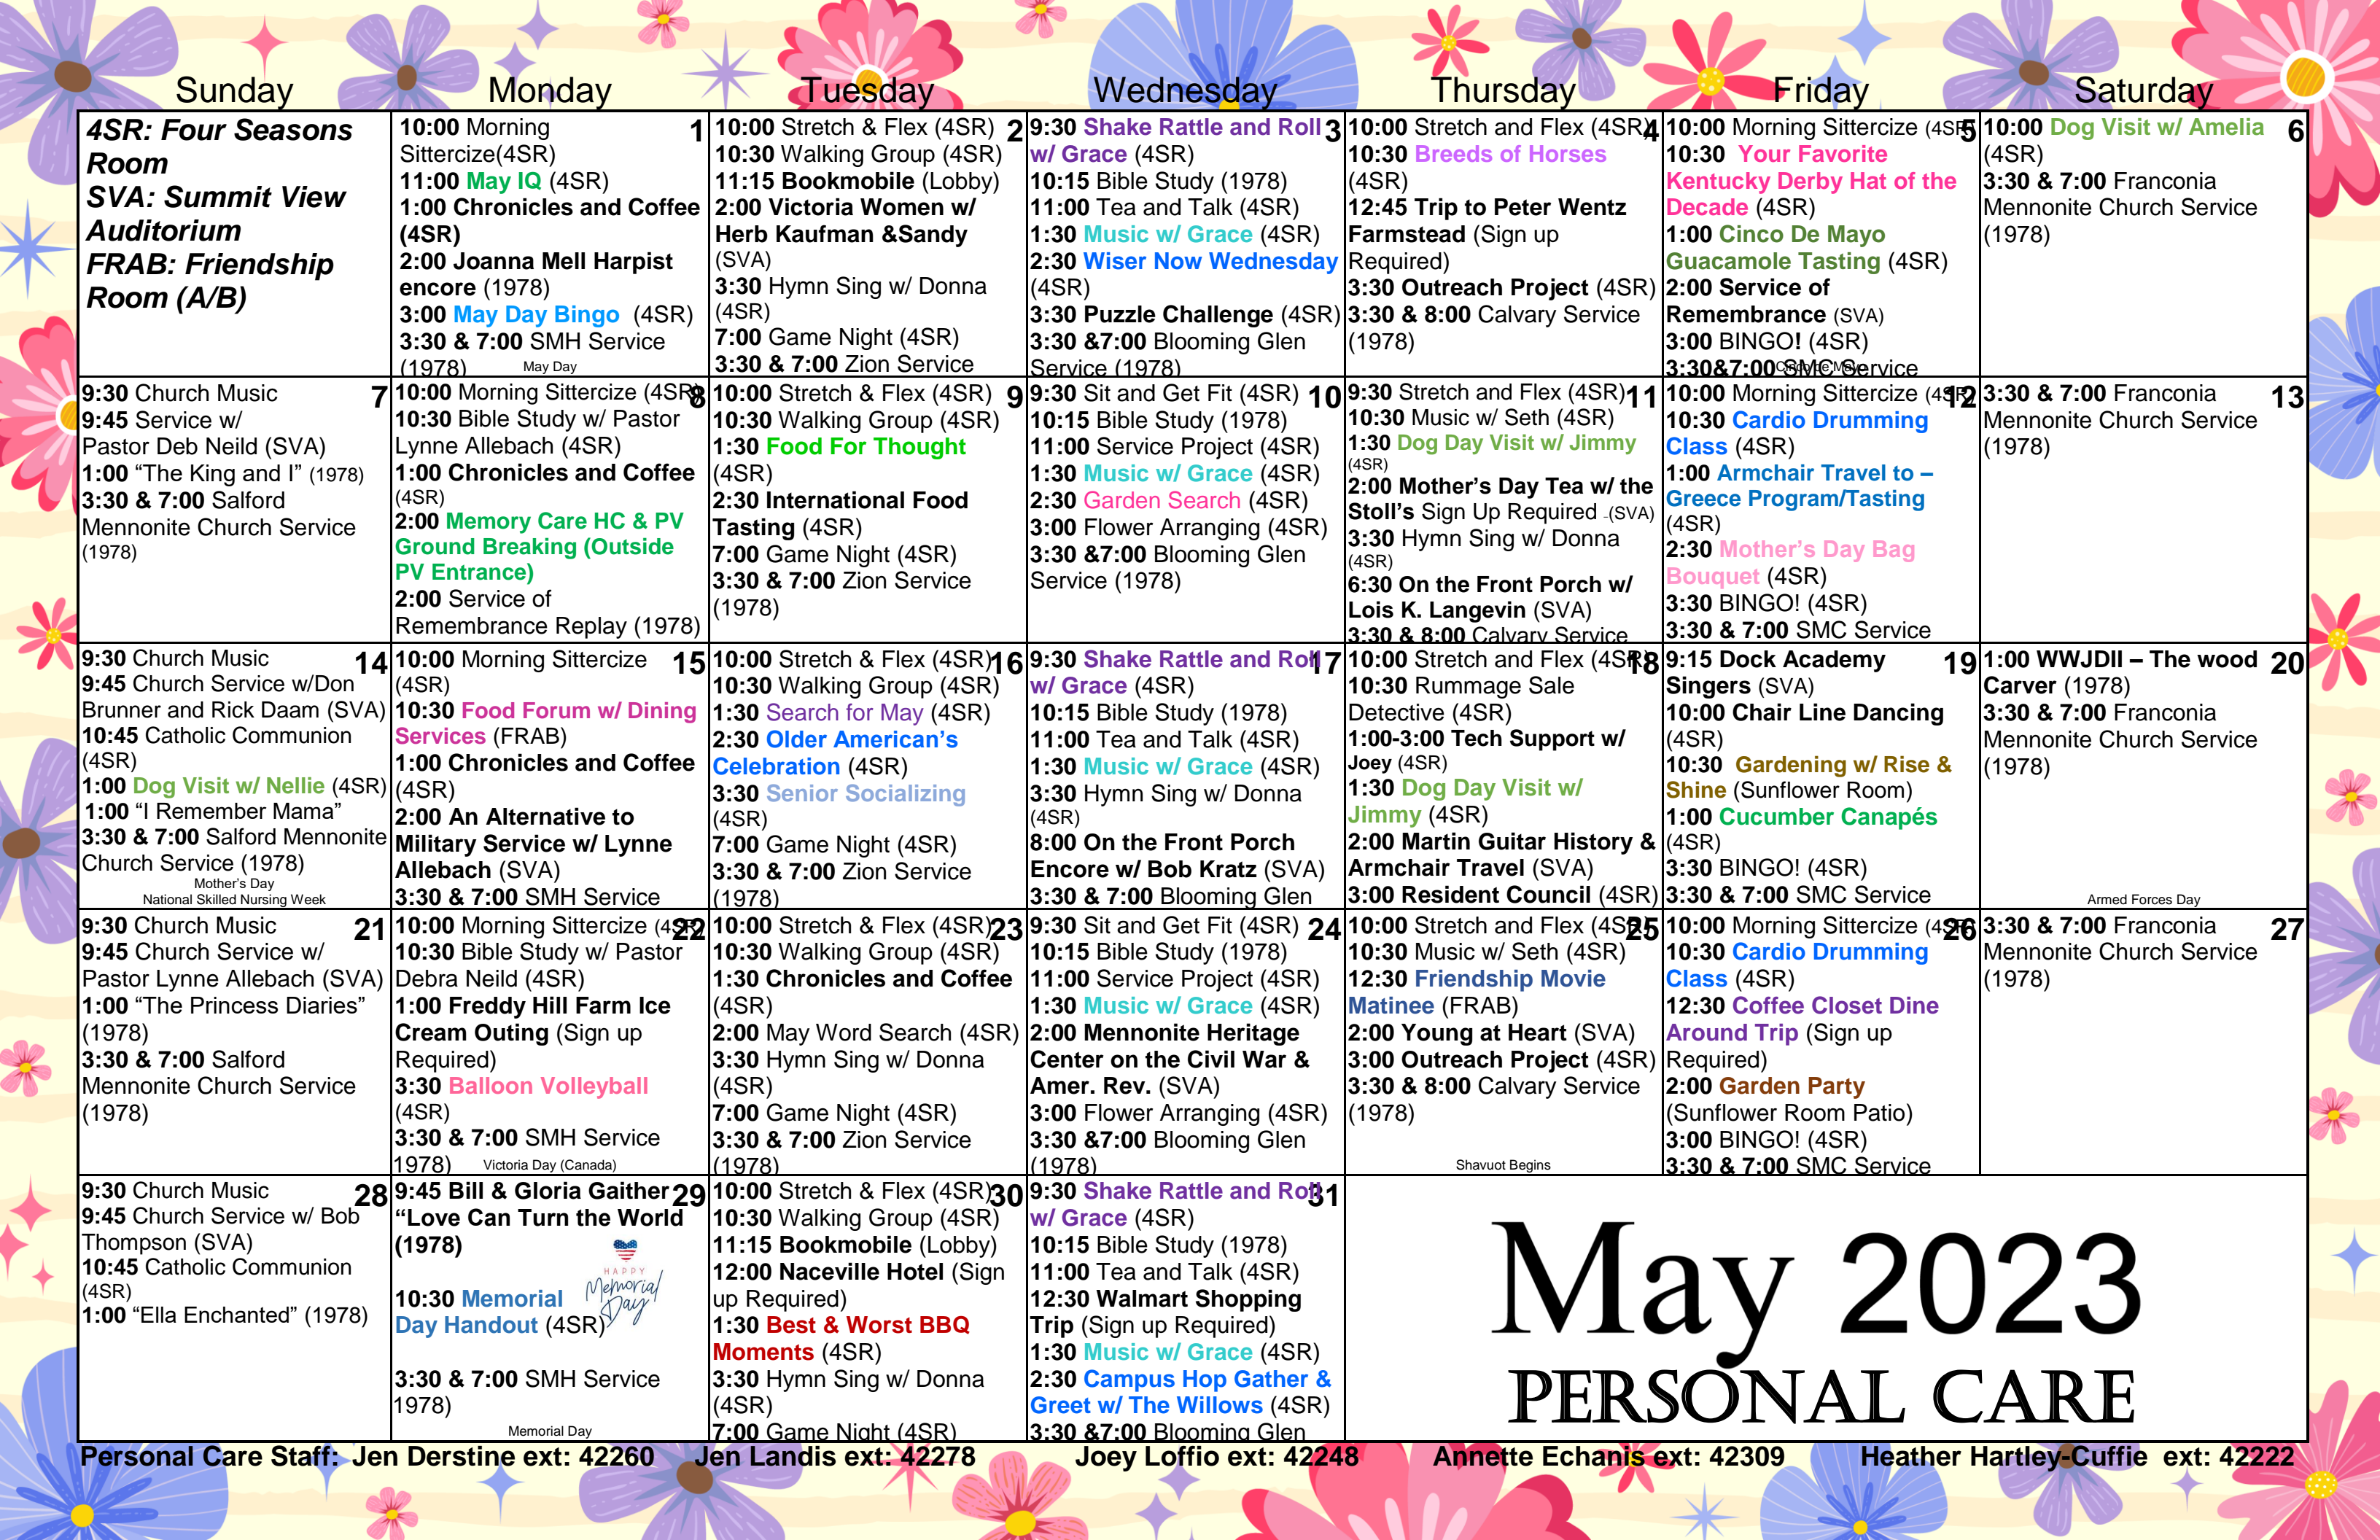 Sunday Monday Tuesday Wednesday Thursday Friday Saturday
4SR: Four Seasons
Room
SVA: Summit View
Auditorium
FRAB: Friendship
Room (A/B)
1
10:00 Morning
Sittercize(4SR)
11:00 May IQ (4SR)
1:00 Chronicles and Coffee
(4SR)
2:00 Joanna Mell Harpist
encore (1978)
3:00 May Day Bingo (4SR)
3:30 & 7:00 SMH Service
(1978)
May Day
2
10:00 Stretch & Flex (4SR)
10:30 Walking Group (4SR)
11:15 Bookmobile (Lobby)
2:00 Victoria Women w/
Herb Kaufman &Sandy
(SVA)
3:30 Hymn Sing w/ Donna
(4SR)
7:00 Game Night (4SR)
3:30 & 7:00 Zion Service
3
9:30 Shake Rattle and Roll
w/ Grace (4SR)
10:15 Bible Study (1978)
11:00 Tea and Talk (4SR)
1:30 Music w/ Grace (4SR)
2:30 Wiser Now Wednesday
(4SR)
3:30 Puzzle Challenge (4SR)
3:30 &7:00 Blooming Glen
Service (1978)
4
10:00 Stretch and Flex (4SR)
10:30 Breeds of Horses
(4SR)
12:45 Trip to Peter Wentz
Farmstead (Sign up
Required)
3:30 Outreach Project (4SR)
3:30 & 8:00 Calvary Service
(1978)
5
10:00 Morning Sittercize (4SR)
10:30 Your Favorite
Kentucky Derby Hat of the
Decade (4SR)
1:00 Cinco De Mayo
Guacamole Tasting (4SR)
2:00 Service of
Remembrance (SVA)
3:00 BINGO! (4SR)
3:30&7:00 SMC Service
Cinco de Mayo
6
10:00 Dog Visit w/ Amelia
(4SR)
3:30 & 7:00 Franconia
Mennonite Church Service
(1978)
7
9:30 Church Music
9:45 Service w/
Pastor Deb Neild (SVA)
1:00 “The King and I” (1978)
3:30 & 7:00 Salford
Mennonite Church Service
(1978)
8
10:00 Morning Sittercize (4SR)
10:30 Bible Study w/ Pastor
Lynne Allebach (4SR)
1:00 Chronicles and Coffee
(4SR)
2:00 Memory Care HC & PV
Ground Breaking (Outside
PV Entrance)
2:00 Service of
Remembrance Replay (1978)
9
10:00 Stretch & Flex (4SR)
10:30 Walking Group (4SR)
1:30 Food For Thought
(4SR)
2:30 International Food
Tasting (4SR)
7:00 Game Night (4SR)
3:30 & 7:00 Zion Service
(1978)
10
9:30 Sit and Get Fit (4SR)
10:15 Bible Study (1978)
11:00 Service Project (4SR)
1:30 Music w/ Grace (4SR)
2:30 Garden Search (4SR)
3:00 Flower Arranging (4SR)
3:30 &7:00 Blooming Glen
Service (1978)
11
9:30 Stretch and Flex (4SR)
10:30 Music w/ Seth (4SR)
1:30 Dog Day Visit w/ Jimmy
(4SR)
2:00 Mother’s Day Tea w/ the
Stoll’s Sign Up Required -(SVA)
3:30 Hymn Sing w/ Donna
(4SR)
6:30 On the Front Porch w/
Lois K. Langevin (SVA)
3:30 & 8:00 Calvary Service
12
10:00 Morning Sittercize (4SR)
10:30 Cardio Drumming
Class (4SR)
1:00 Armchair Travel to –
Greece Program/Tasting
(4SR)
2:30 Mother’s Day Bag
Bouquet (4SR)
3:30 BINGO! (4SR)
3:30 & 7:00 SMC Service
13
3:30 & 7:00 Franconia
Mennonite Church Service
(1978)
14
9:30 Church Music
9:45 Church Service w/Don
Brunner and Rick Daam (SVA)
10:45 Catholic Communion
(4SR)
1:00 Dog Visit w/ Nellie (4SR)
1:00 “I Remember Mama”
3:30 & 7:00 Salford Mennonite
Church Service (1978)
Mother's Day
National Skilled Nursing Week
15
10:00 Morning Sittercize
(4SR)
10:30 Food Forum w/ Dining
Services (FRAB)
1:00 Chronicles and Coffee
(4SR)
2:00 An Alternative to
Military Service w/ Lynne
Allebach (SVA)
3:30 & 7:00 SMH Service
16
10:00 Stretch & Flex (4SR)
10:30 Walking Group (4SR)
1:30 Search for May (4SR)
2:30 Older American’s
Celebration (4SR)
3:30 Senior Socializing
(4SR)
7:00 Game Night (4SR)
3:30 & 7:00 Zion Service
(1978)
17
9:30 Shake Rattle and Roll
w/ Grace (4SR)
10:15 Bible Study (1978)
11:00 Tea and Talk (4SR)
1:30 Music w/ Grace (4SR)
3:30 Hymn Sing w/ Donna
(4SR)
8:00 On the Front Porch
Encore w/ Bob Kratz (SVA)
3:30 & 7:00 Blooming Glen
18
10:00 Stretch and Flex (4SR)
10:30 Rummage Sale
Detective (4SR)
1:00-3:00 Tech Support w/
Joey (4SR)
1:30 Dog Day Visit w/
Jimmy (4SR)
2:00 Martin Guitar History &
Armchair Travel (SVA)
3:00 Resident Council (4SR)
19
9:15 Dock Academy
Singers (SVA)
10:00 Chair Line Dancing
(4SR)
10:30 Gardening w/ Rise &
Shine (Sunflower Room)
1:00 Cucumber Canapés
(4SR)
3:30 BINGO! (4SR)
3:30 & 7:00 SMC Service
20
1:00 WWJDII – The wood
Carver (1978)
3:30 & 7:00 Franconia
Mennonite Church Service
(1978)
Armed Forces Day
21
9:30 Church Music
9:45 Church Service w/
Pastor Lynne Allebach (SVA)
1:00 “The Princess Diaries”
(1978)
3:30 & 7:00 Salford
Mennonite Church Service
(1978)
22
10:00 Morning Sittercize (4SR)
10:30 Bible Study w/ Pastor
Debra Neild (4SR)
1:00 Freddy Hill Farm Ice
Cream Outing (Sign up
Required)
3:30 Balloon Volleyball
(4SR)
3:30 & 7:00 SMH Service
1978)
Victoria Day (Canada)
23
10:00 Stretch & Flex (4SR)
10:30 Walking Group (4SR)
1:30 Chronicles and Coffee
(4SR)
2:00 May Word Search (4SR)
3:30 Hymn Sing w/ Donna
(4SR)
7:00 Game Night (4SR)
3:30 & 7:00 Zion Service
(1978)
24
9:30 Sit and Get Fit (4SR)
10:15 Bible Study (1978)
11:00 Service Project (4SR)
1:30 Music w/ Grace (4SR)
2:00 Mennonite Heritage
Center on the Civil War &
Amer. Rev. (SVA)
3:00 Flower Arranging (4SR)
3:30 &7:00 Blooming Glen
(1978)
25
10:00 Stretch and Flex (4SR)
10:30 Music w/ Seth (4SR)
12:30 Friendship Movie
Matinee (FRAB)
2:00 Young at Heart (SVA)
3:00 Outreach Project (4SR)
3:30 & 8:00 Calvary Service
(1978)
Shavuot Begins
26
10:00 Morning Sittercize (4SR)
10:30 Cardio Drumming
Class (4SR)
12:30 Coffee Closet Dine
Around Trip (Sign up
Required)
2:00 Garden Party
(Sunflower Room Patio)
3:00 BINGO! (4SR)
3:30 & 7:00 SMC Service
27
3:30 & 7:00 Franconia
Mennonite Church Service
(1978)
28
9:30 Church Music
9:45 Church Service w/ Bob
Thompson (SVA)
10:45 Catholic Communion
(4SR)
1:00 “Ella Enchanted” (1978)
29
9:45 Bill & Gloria Gaither
“Love Can Turn the World
(1978)
HAPPY
Memorial
Day
10:30 Memorial
Day Handout (4SR)
3:30 & 7:00 SMH Service
1978)
Memorial Day
30
10:00 Stretch & Flex (4SR)
10:30 Walking Group (4SR)
11:15 Bookmobile (Lobby)
12:00 Naceville Hotel (Sign
up Required)
1:30 Best & Worst BBQ
Moments (4SR)
3:30 Hymn Sing w/ Donna
(4SR)
7:00 Game Night (4SR)
31
9:30 Shake Rattle and Roll
w/ Grace (4SR)
10:15 Bible Study (1978)
11:00 Tea and Talk (4SR)
12:30 Walmart Shopping
Trip (Sign up Required)
1:30 Music w/ Grace (4SR)
2:30 Campus Hop Gather &
Greet w/ The Willows (4SR)
3:30 &7:00 Blooming Glen
May 2023
PERSONAL CARE
Personal Care Staff: Jen Derstine ext: 42260 Jen Landis ext: 42278 Joey Loffio ext: 42248 Annette Echanis ext: 42309 Heather Hartley-Cuffie ext: 42222